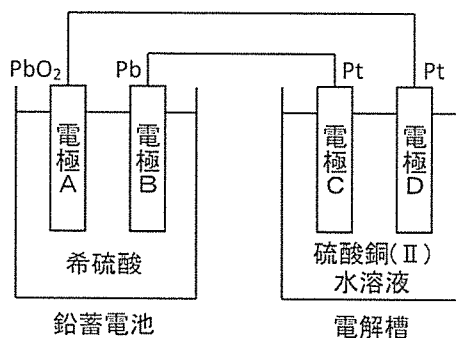 PbO₂ Pb Pt Pt
電極A
電極B
電極C
電極D
希硫酸
硫酸銅(Ⅱ)
水溶液
鉛蓄電池
電解槽